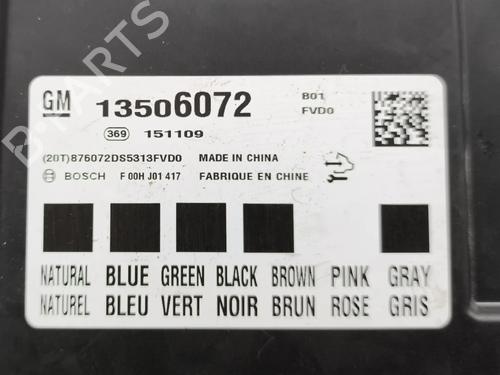 GM 13506072 B01
FVD0
369 151109
(20T)876072DS5313FVD0 MADE IN CHINA
BOSCH F 00H J01 417 FABRIQUE EN CHINE
NATURAL BLUE GREEN BLACK BROWN PINK GRAY
NATUREL BLEU VERT NOIR BRUN ROSE GRIS
B-PARTS